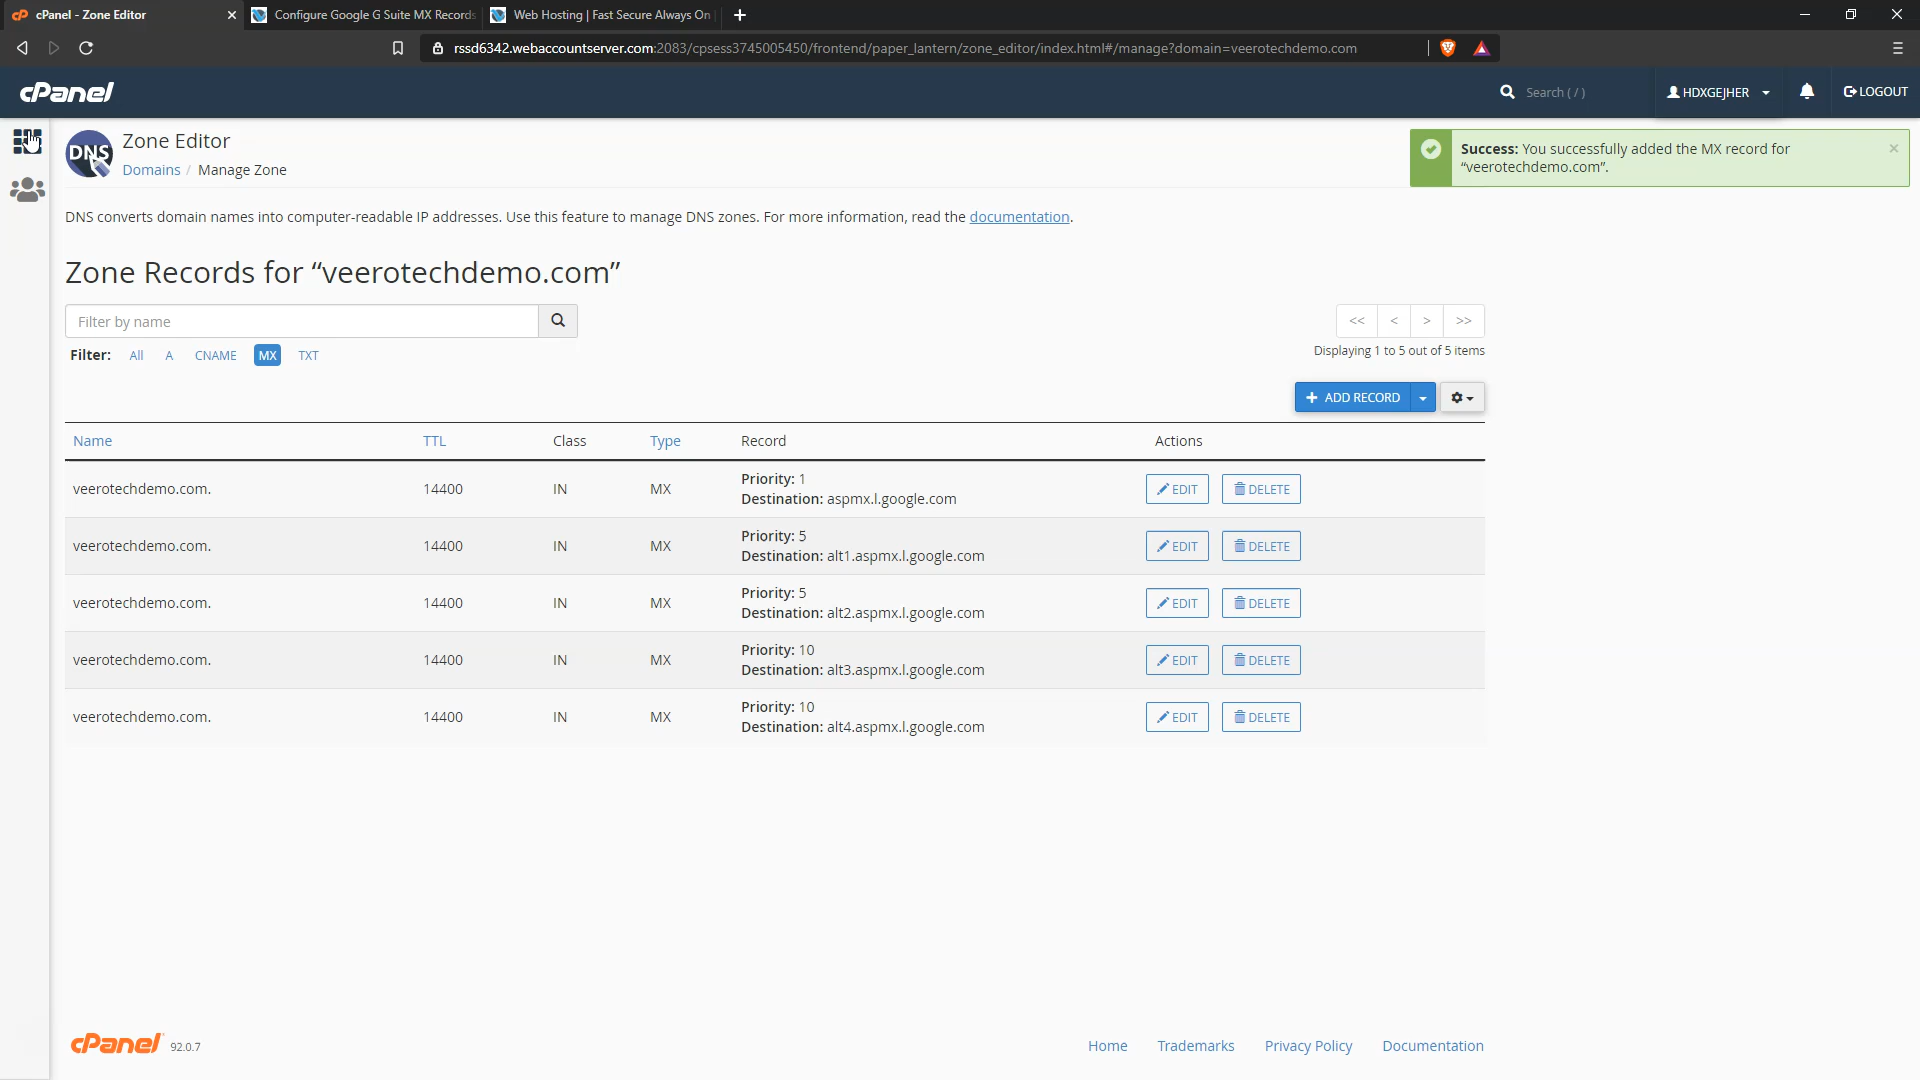 cPanel - Zone Editor
Configure Google G Suite MX Records
Web Hosting | Fast Secure Always On
rssd6342.webaccountserver.com:2083/cpsess3745005450/frontend/paper_lantern/zone_editor/index.html#/manage?domain=veerotechdemo.com
cPanel
Search ( / )
HDXGEJHER
LOGOUT
DNS
Zone Editor
Domains / Manage Zone
Success: You successfully added the MX record for
“veerotechdemo.com”.
DNS converts domain names into computer-readable IP addresses. Use this feature to manage DNS zones. For more information, read the documentation.
Zone Records for “veerotechdemo.com”
Filter by name
<< < > >>
Filter: All A CNAME MX TXT
Displaying 1 to 5 out of 5 items
+ ADD RECORD
Name TTL Class Type Record Actions
veerotechdemo.com. 14400 IN MX Priority: 1 EDIT DELETE
Destination: aspmx.l.google.com
veerotechdemo.com. 14400 IN MX Priority: 5 EDIT DELETE
Destination: alt1.aspmx.l.google.com
veerotechdemo.com. 14400 IN MX Priority: 5 EDIT DELETE
Destination: alt2.aspmx.l.google.com
veerotechdemo.com. 14400 IN MX Priority: 10 EDIT DELETE
Destination: alt3.aspmx.l.google.com
veerotechdemo.com. 14400 IN MX Priority: 10 EDIT DELETE
Destination: alt4.aspmx.l.google.com
cPanel 92.0.7
Home Trademarks Privacy Policy Documentation